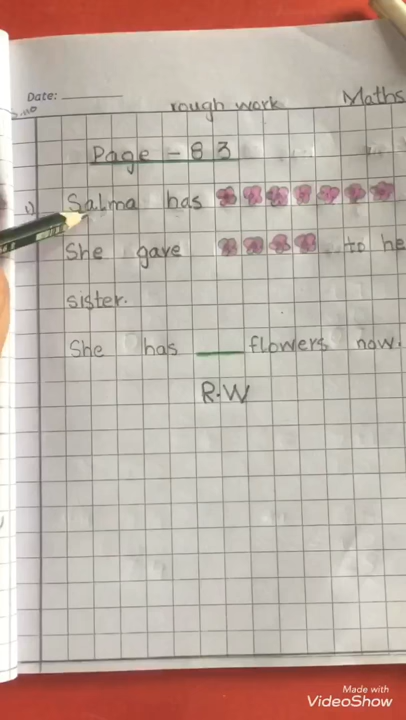 Date:
rough work
Maths
Page - 83
1) Salma has
She gave to he
sister.
She has ___ flowers now.
R.W
Made with
VideoShow